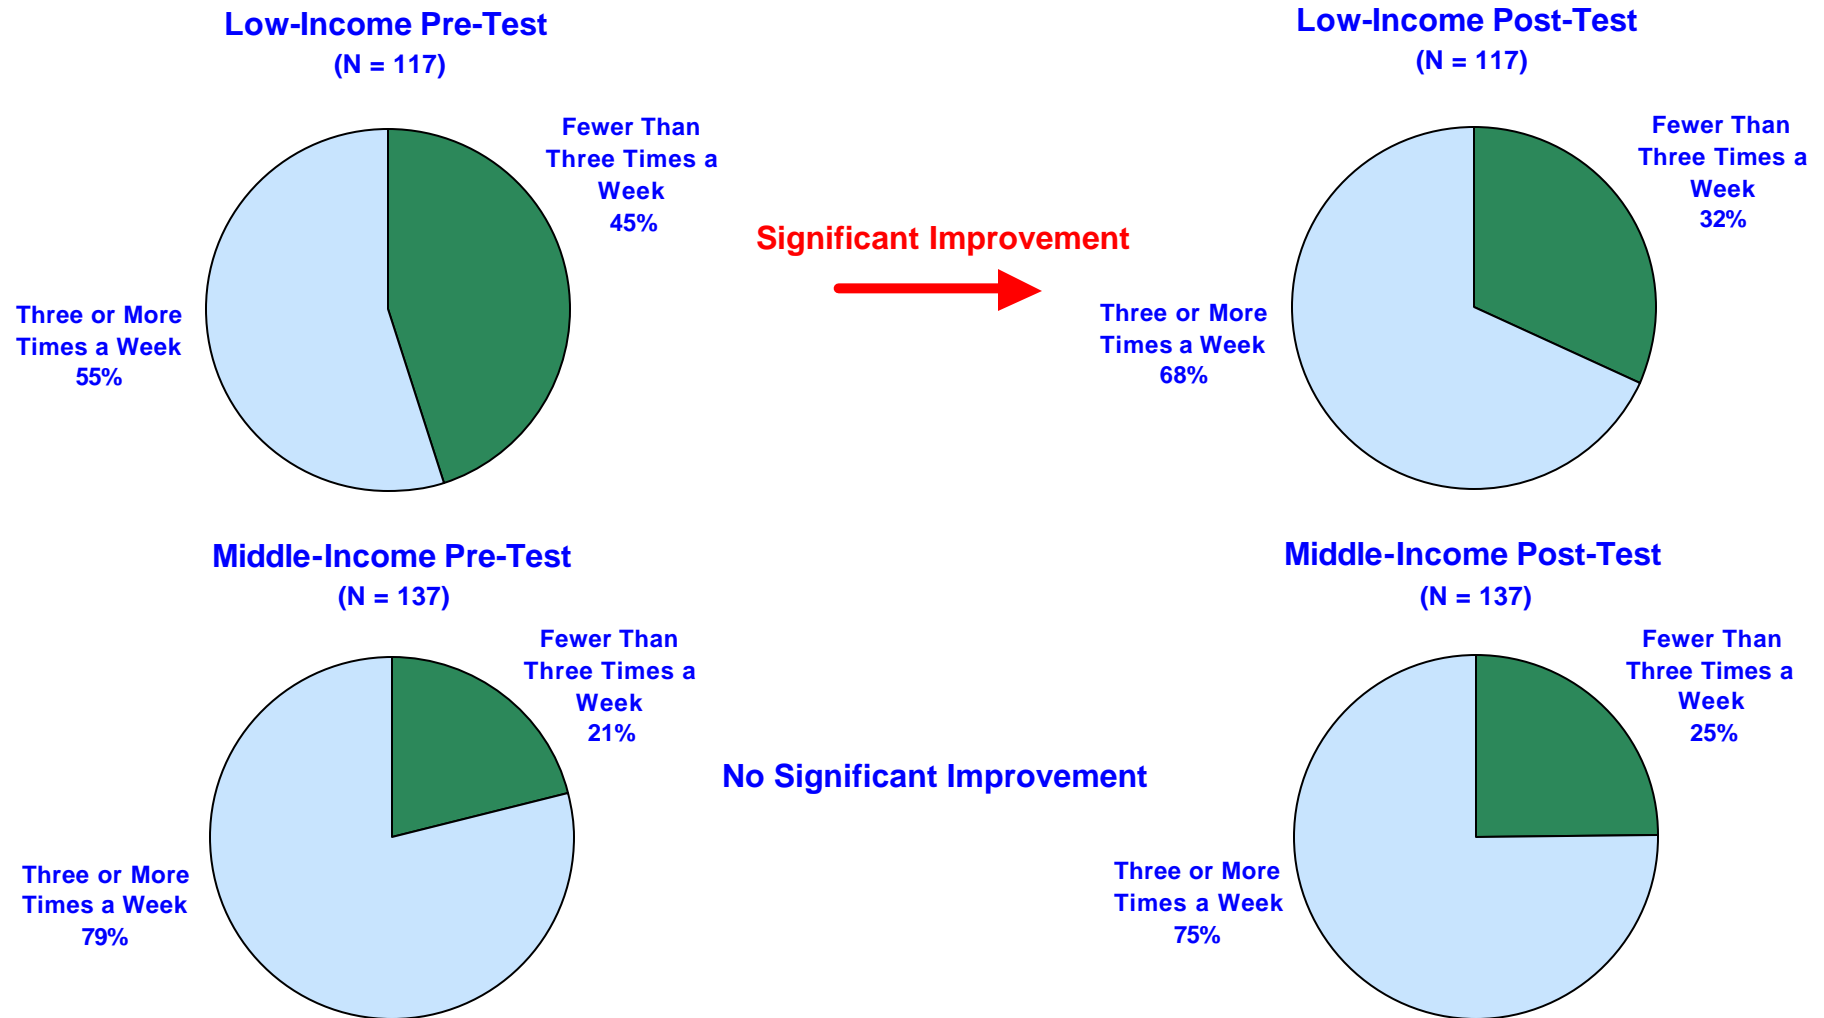 Low-Income Pre-Test
(N = 117)
Fewer Than
Three Times a
Week
45%
Three or More
Times a Week
55%
Significant Improvement
Low-Income Post-Test
(N = 117)
Fewer Than
Three Times a
Week
32%
Three or More
Times a Week
68%
Middle-Income Pre-Test
(N = 137)
Fewer Than
Three Times a
Week
21%
Three or More
Times a Week
79%
No Significant Improvement
Middle-Income Post-Test
(N = 137)
Fewer Than
Three Times a
Week
25%
Three or More
Times a Week
75%